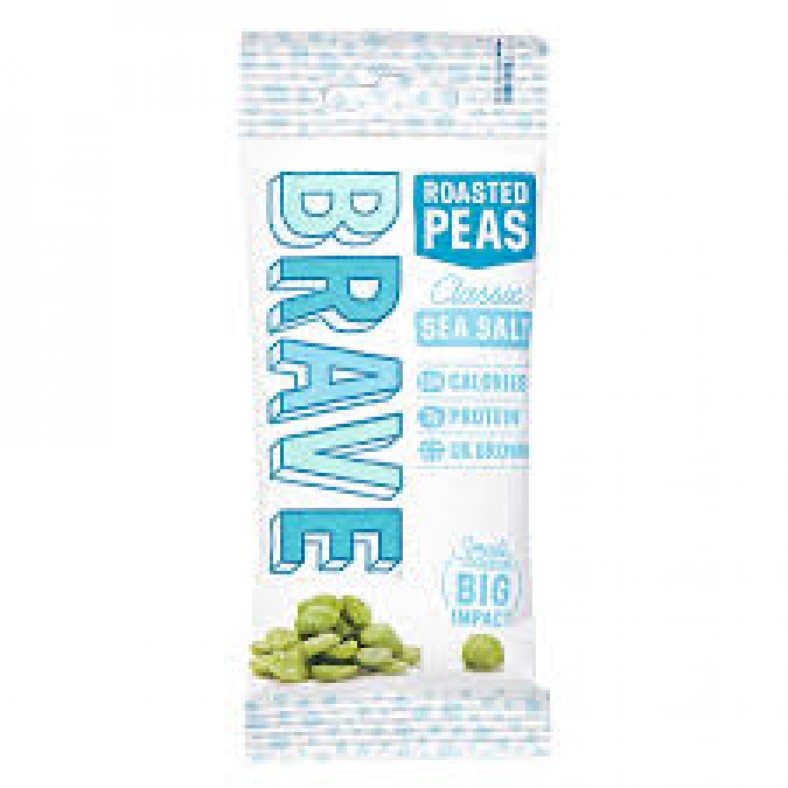 BRAVE
ROASTED
PEAS
Classic
SEA SALT
CALORIES
PROTEIN
UK GROWN
BIG
IMPACT